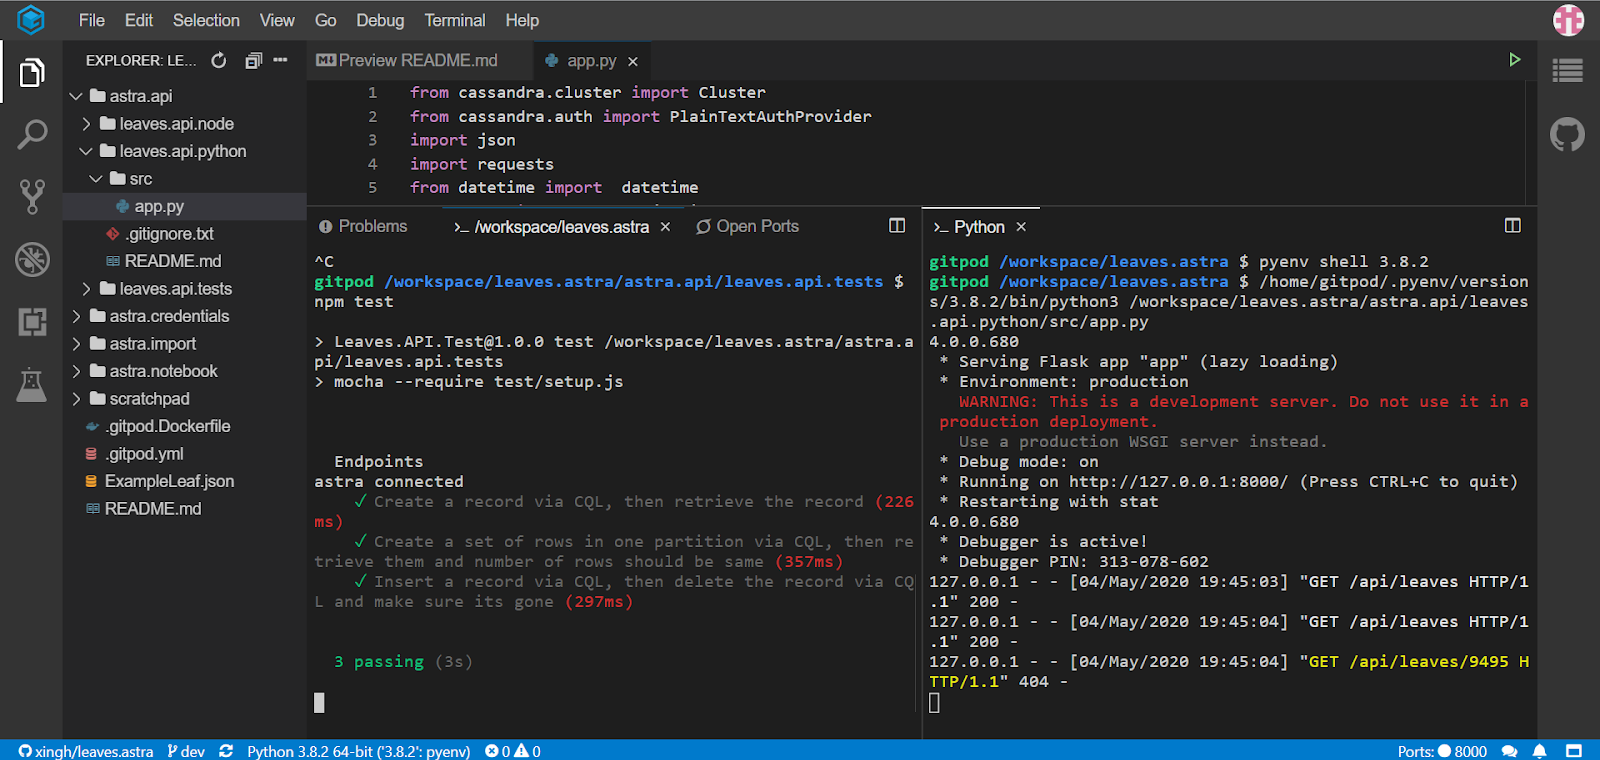 File Edit Selection View Go Debug Terminal Help
EXPLORER: LE...
astra.api
leaves.api.node
leaves.api.python
src
app.py
.gitignore.txt
README.md
leaves.api.tests
astra.credentials
astra.import
astra.notebook
scratchpad
.gitpod.Dockerfile
.gitpod.yml
ExampleLeaf.json
README.md
Preview README.md app.py ×
1 from cassandra.cluster import Cluster
2 from cassandra.auth import PlainTextAuthProvider
3 import json
4 import requests
5 from datetime import  datetime
Problems >_ /workspace/leaves.astra × Open Ports
^C
gitpod /workspace/leaves.astra/astra.api/leaves.api.tests $
npm test
> Leaves.API.Test@1.0.0 test /workspace/leaves.astra/astra.a
pi/leaves.api.tests
> mocha --require test/setup.js
Endpoints
astra connected
✓ Create a record via CQL, then retrieve the record (226
ms)
✓ Create a set of rows in one partition via CQL, then re
trieve them and number of rows should be same (357ms)
✓ Insert a record via CQL, then delete the record via CQ
L and make sure its gone (297ms)
3 passing (3s)
>_ Python ×
gitpod /workspace/leaves.astra $ pyenv shell 3.8.2
gitpod /workspace/leaves.astra $ /home/gitpod/.pyenv/version
s/3.8.2/bin/python3 /workspace/leaves.astra/astra.api/leaves
.api.python/src/app.py
4.0.0.680
* Serving Flask app "app" (lazy loading)
* Environment: production
WARNING: This is a development server. Do not use it in a
production deployment.
Use a production WSGI server instead.
* Debug mode: on
* Running on http://127.0.0.1:8000/ (Press CTRL+C to quit)
* Restarting with stat
4.0.0.680
* Debugger is active!
* Debugger PIN: 313-078-602
127.0.0.1 - - [04/May/2020 19:45:03] "GET /api/leaves HTTP/1
.1" 200 -
127.0.0.1 - - [04/May/2020 19:45:04] "GET /api/leaves HTTP/1
.1" 200 -
127.0.0.1 - - [04/May/2020 19:45:04] "GET /api/leaves/9495 H
TTP/1.1" 404 -
xingh/leaves.astra dev Python 3.8.2 64-bit ('3.8.2': pyenv) 0 0 Ports: 8000